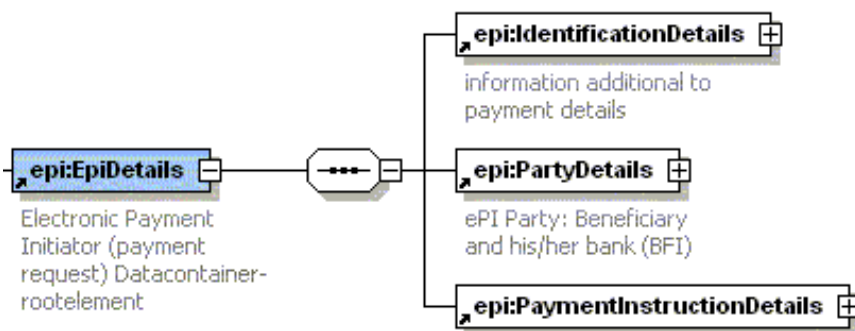 epi:IdentificationDetails
information additional to
payment details
epi:EpiDetails
Electronic Payment
Initiator (payment
request) Datacontainer-
rootelement
epi:PartyDetails
ePI Party: Beneficiary
and his/her bank (BFI)
epi:PaymentInstructionDetails